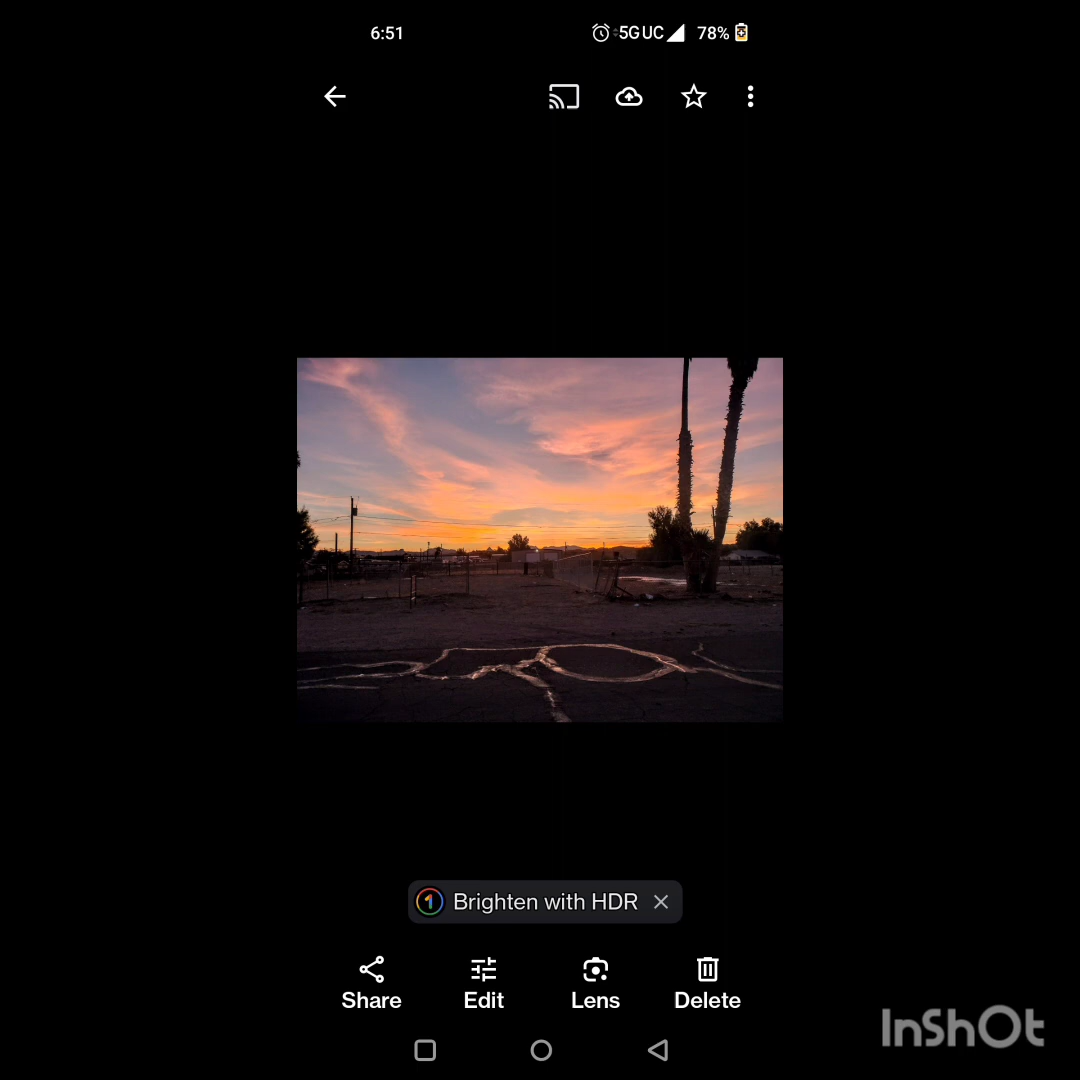 6:51
5G UC 78%
Brighten with HDR
Share Edit Lens Delete
InShOt